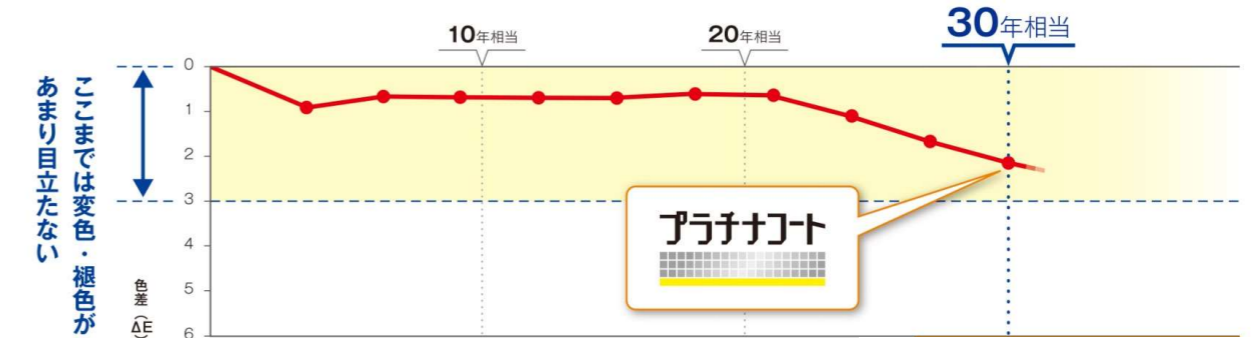 10年相当
20年相当
30年相当
ここまでは変色・褪色が
あまり目立たない
0
1
2
3
4
5
6
色差（ΔE）
プラチナコート